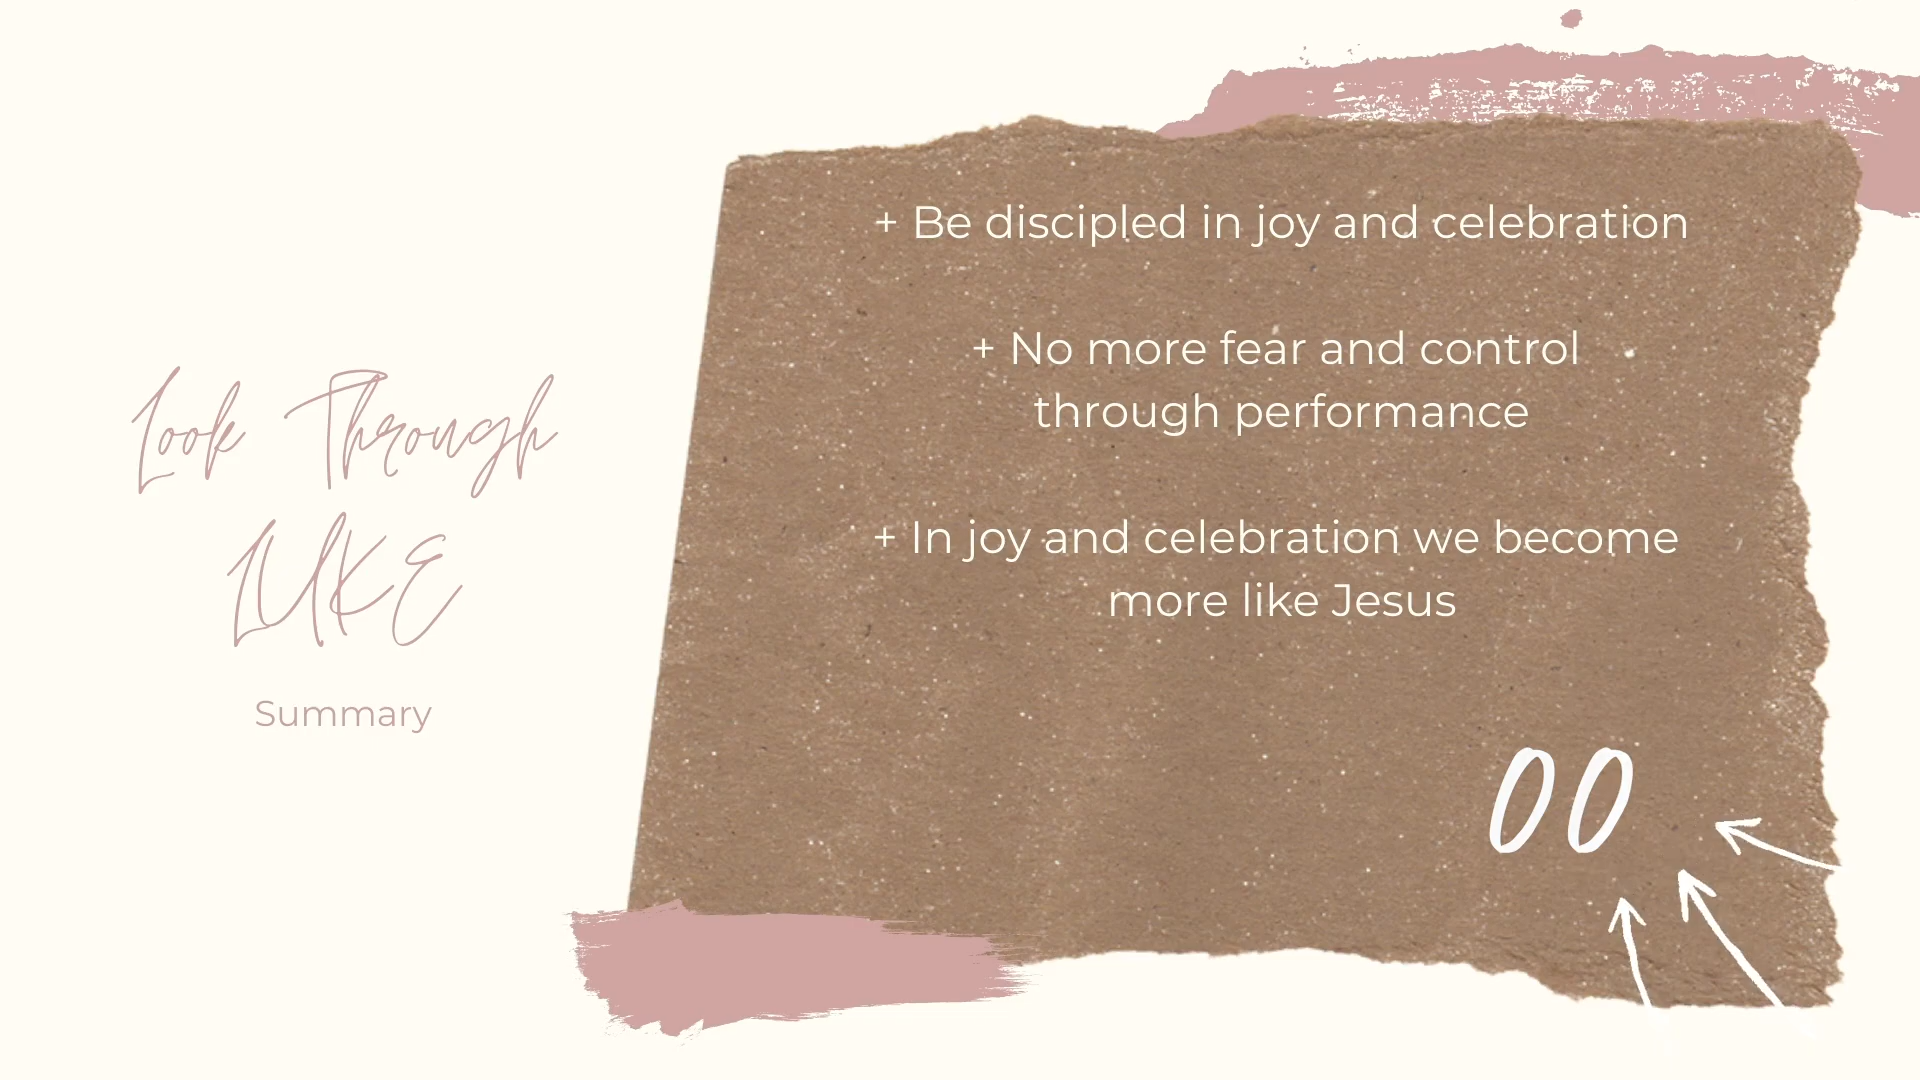 Look Through
LUKE
Summary
+ Be discipled in joy and celebration
+ No more fear and control
through performance
+ In joy and celebration we become
more like Jesus
00